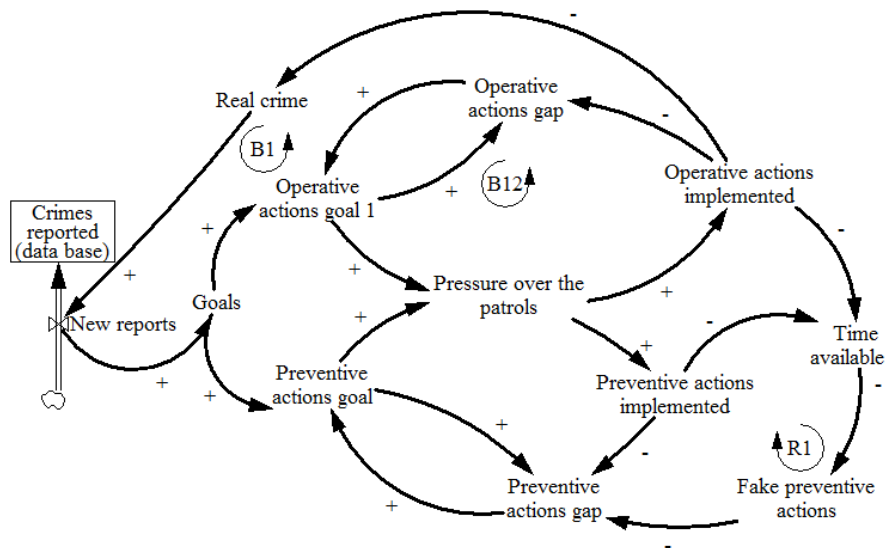 -
Real crime
+
Operative
actions gap
-
B1
+
B12
Operative
actions goal 1
Operative actions
implemented
Crimes
reported
(data base)
+
+
+
-
Goals
New reports
Pressure over the
patrols
+
+
+
-
Time
available
+
+
Preventive
actions goal
Preventive actions
implemented
-
+
-
R1
+
Preventive
actions gap
Fake preventive
actions
-